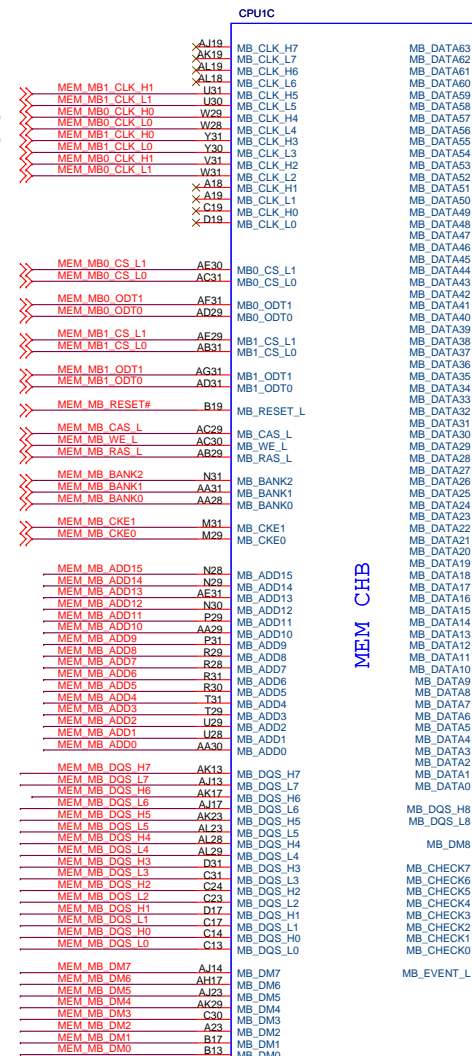 CPU1C
AJ19 MB_CLK_H7
AK19 MB_CLK_L7
AL19 MB_CLK_H6
AL18 MB_CLK_L6
MEM_MB1_CLK_H1 U31 MB_CLK_H5
MEM_MB1_CLK_L1 U30 MB_CLK_L5
MEM_MB0_CLK_H0 W29 MB_CLK_H4
MEM_MB0_CLK_L0 W28 MB_CLK_L4
MEM_MB1_CLK_H0 Y31 MB_CLK_H3
MEM_MB1_CLK_L0 Y30 MB_CLK_L3
MEM_MB0_CLK_H1 V31 MB_CLK_H2
MEM_MB0_CLK_L1 W31 MB_CLK_L2
A18 MB_CLK_H1
A19 MB_CLK_L1
C19 MB_CLK_H0
D19 MB_CLK_L0
MEM_MB0_CS_L1 AE30 MB0_CS_L1
MEM_MB0_CS_L0 AC31 MB0_CS_L0
MEM_MB0_ODT1 AF31 MB0_ODT1
MEM_MB0_ODT0 AD29 MB0_ODT0
MEM_MB1_CS_L1 AE29 MB1_CS_L1
MEM_MB1_CS_L0 AB31 MB1_CS_L0
MEM_MB1_ODT1 AG31 MB1_ODT1
MEM_MB1_ODT0 AD31 MB1_ODT0
MEM_MB_RESET# B19 MB_RESET_L
MEM_MB_CAS_L AC29 MB_CAS_L
MEM_MB_WE_L AC30 MB_WE_L
MEM_MB_RAS_L AB29 MB_RAS_L
MEM_MB_BANK2 N31 MB_BANK2
MEM_MB_BANK1 AA31 MB_BANK1
MEM_MB_BANK0 AA28 MB_BANK0
MEM_MB_CKE1 M31 MB_CKE1
MEM_MB_CKE0 M29 MB_CKE0
MEM_MB_ADD15 N28 MB_ADD15
MEM_MB_ADD14 N29 MB_ADD14
MEM_MB_ADD13 AE31 MB_ADD13
MEM_MB_ADD12 N30 MB_ADD12
MEM_MB_ADD11 P29 MB_ADD11
MEM_MB_ADD10 AA29 MB_ADD10
MEM_MB_ADD9 P31 MB_ADD9
MEM_MB_ADD8 R29 MB_ADD8
MEM_MB_ADD7 R28 MB_ADD7
MEM_MB_ADD6 R31 MB_ADD6
MEM_MB_ADD5 R30 MB_ADD5
MEM_MB_ADD4 T31 MB_ADD4
MEM_MB_ADD3 T29 MB_ADD3
MEM_MB_ADD2 U29 MB_ADD2
MEM_MB_ADD1 U28 MB_ADD1
MEM_MB_ADD0 AA30 MB_ADD0
MEM_MB_DQS_H7 AK13 MB_DQS_H7
MEM_MB_DQS_L7 AJ13 MB_DQS_L7
MEM_MB_DQS_H6 AK17 MB_DQS_H6
MEM_MB_DQS_L6 AJ17 MB_DQS_L6
MEM_MB_DQS_H5 AK23 MB_DQS_H5
MEM_MB_DQS_L5 AL23 MB_DQS_L5
MEM_MB_DQS_H4 AL28 MB_DQS_H4
MEM_MB_DQS_L4 AL29 MB_DQS_L4
MEM_MB_DQS_H3 D31 MB_DQS_H3
MEM_MB_DQS_L3 C31 MB_DQS_L3
MEM_MB_DQS_H2 C24 MB_DQS_H2
MEM_MB_DQS_L2 C23 MB_DQS_L2
MEM_MB_DQS_H1 D17 MB_DQS_H1
MEM_MB_DQS_L1 C17 MB_DQS_L1
MEM_MB_DQS_H0 C14 MB_DQS_H0
MEM_MB_DQS_L0 C13 MB_DQS_L0
MEM_MB_DM7 AJ14 MB_DM7
MEM_MB_DM6 AH17 MB_DM6
MEM_MB_DM5 AJ23 MB_DM5
MEM_MB_DM4 AK29 MB_DM4
MEM_MB_DM3 C30 MB_DM3
MEM_MB_DM2 A23 MB_DM2
MEM_MB_DM1 B17 MB_DM1
MEM_MB_DM0 B13 MB_DM0
MEM CHB
MB_DATA63
MB_DATA62
MB_DATA61
MB_DATA60
MB_DATA59
MB_DATA58
MB_DATA57
MB_DATA56
MB_DATA55
MB_DATA54
MB_DATA53
MB_DATA52
MB_DATA51
MB_DATA50
MB_DATA49
MB_DATA48
MB_DATA47
MB_DATA46
MB_DATA45
MB_DATA44
MB_DATA43
MB_DATA42
MB_DATA41
MB_DATA40
MB_DATA39
MB_DATA38
MB_DATA37
MB_DATA36
MB_DATA35
MB_DATA34
MB_DATA33
MB_DATA32
MB_DATA31
MB_DATA30
MB_DATA29
MB_DATA28
MB_DATA27
MB_DATA26
MB_DATA25
MB_DATA24
MB_DATA23
MB_DATA22
MB_DATA21
MB_DATA20
MB_DATA19
MB_DATA18
MB_DATA17
MB_DATA16
MB_DATA15
MB_DATA14
MB_DATA13
MB_DATA12
MB_DATA11
MB_DATA10
MB_DATA9
MB_DATA8
MB_DATA7
MB_DATA6
MB_DATA5
MB_DATA4
MB_DATA3
MB_DATA2
MB_DATA1
MB_DATA0
MB_DQS_H8
MB_DQS_L8
MB_DM8
MB_CHECK7
MB_CHECK6
MB_CHECK5
MB_CHECK4
MB_CHECK3
MB_CHECK2
MB_CHECK1
MB_CHECK0
MB_EVENT_L